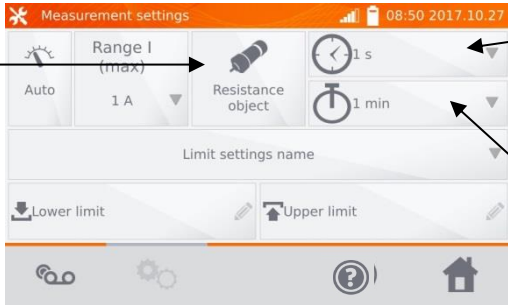 Measurement settings
08:50 2017.10.27
Auto
Range I
(max)
1 A
Resistance
object
1 s
1 min
Limit settings name
Lower limit
Upper limit
?